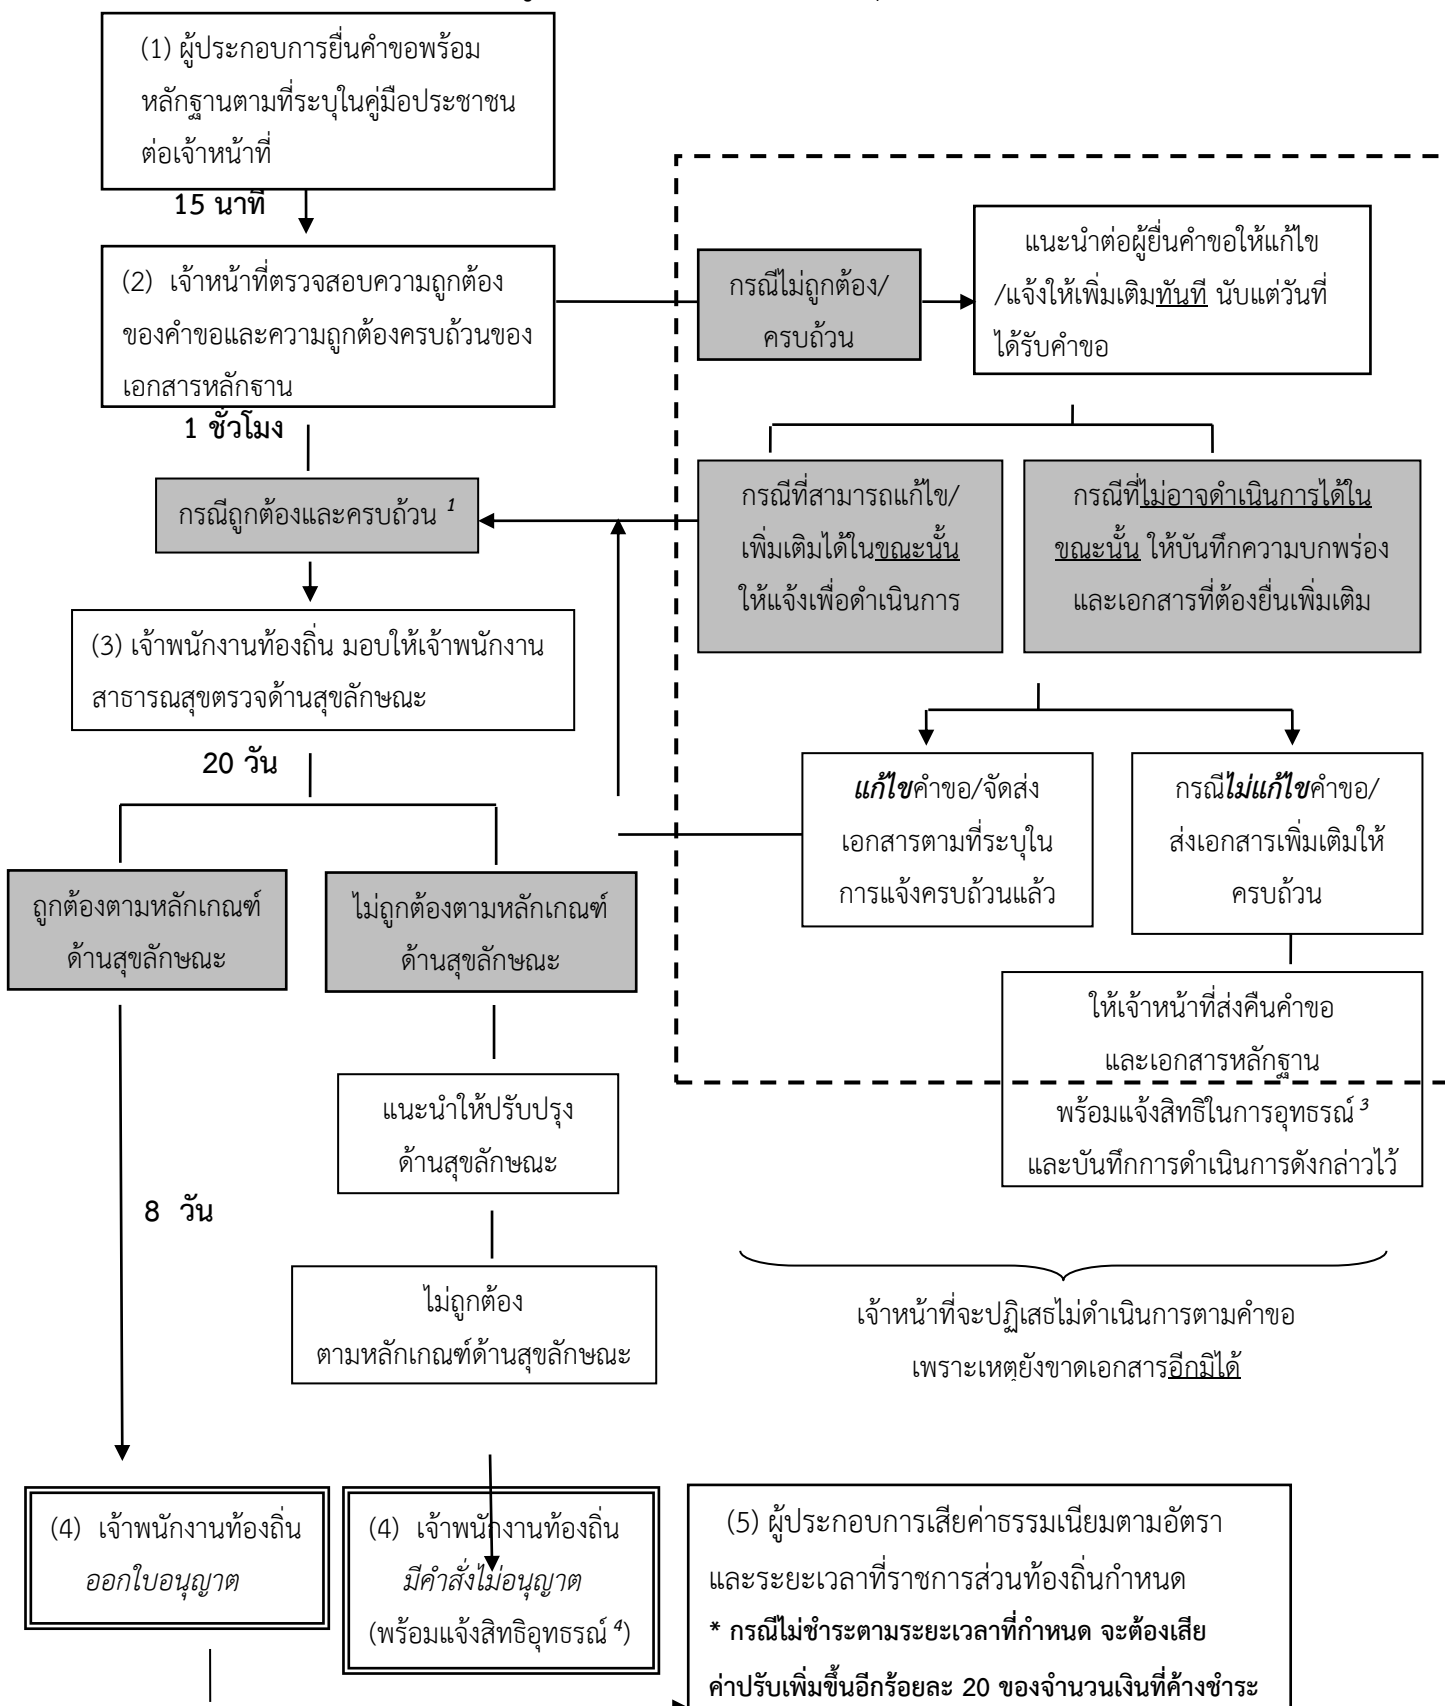 (1) ผู้ประกอบการยื่นคำขอพร้อม
หลักฐานตามที่ระบุในคู่มือประชาชน
ต่อเจ้าหน้าที่
15 นาที
(2) เจ้าหน้าที่ตรวจสอบความถูกต้อง
ของคำขอและความถูกต้องครบถ้วนของ
เอกสารหลักฐาน
1 ชั่วโมง
กรณีไม่ถูกต้อง/
ครบถ้วน
แนะนำต่อผู้ยื่นคำขอให้แก้ไข
/แจ้งให้เพิ่มเติมทันที นับแต่วันที่
ได้รับคำขอ
กรณีถูกต้องและครบถ้วน 1
กรณีที่สามารถแก้ไข/
เพิ่มเติมได้ในขณะนั้น
ให้แจ้งเพื่อดำเนินการ
กรณีที่ไม่อาจดำเนินการได้ใน
ขณะนั้น ให้บันทึกความบกพร่อง
และเอกสารที่ต้องยื่นเพิ่มเติม
(3) เจ้าพนักงานท้องถิ่น มอบให้เจ้าพนักงาน
สาธารณสุขตรวจด้านสุขลักษณะ
20 วัน
แก้ไขคำขอ/จัดส่ง
เอกสารตามที่ระบุใน
การแจ้งครบถ้วนแล้ว
กรณีไม่แก้ไขคำขอ/
ส่งเอกสารเพิ่มเติมให้
ครบถ้วน
ถูกต้องตามหลักเกณฑ์
ด้านสุขลักษณะ
ไม่ถูกต้องตามหลักเกณฑ์
ด้านสุขลักษณะ
ให้เจ้าหน้าที่ส่งคืนคำขอ
และเอกสารหลักฐาน
พร้อมแจ้งสิทธิในการอุทธรณ์ 3
และบันทึกการดำเนินการดังกล่าวไว้
แนะนำให้ปรับปรุง
ด้านสุขลักษณะ
8 วัน
ไม่ถูกต้อง
ตามหลักเกณฑ์ด้านสุขลักษณะ
เจ้าหน้าที่จะปฏิเสธไม่ดำเนินการตามคำขอ
เพราะเหตุยังขาดเอกสารอีกมิได้
(4) เจ้าพนักงานท้องถิ่น
ออกใบอนุญาต
(4) เจ้าพนักงานท้องถิ่น
มีคำสั่งไม่อนุญาต
(พร้อมแจ้งสิทธิอุทธรณ์ 4)
(5) ผู้ประกอบการเสียค่าธรรมเนียมตามอัตรา
และระยะเวลาที่ราชการส่วนท้องถิ่นกำหนด
* กรณีไม่ชำระตามระยะเวลาที่กำหนด จะต้องเสีย
ค่าปรับเพิ่มขึ้นอีกร้อยละ 20 ของจำนวนเงินที่ค้างชำระ